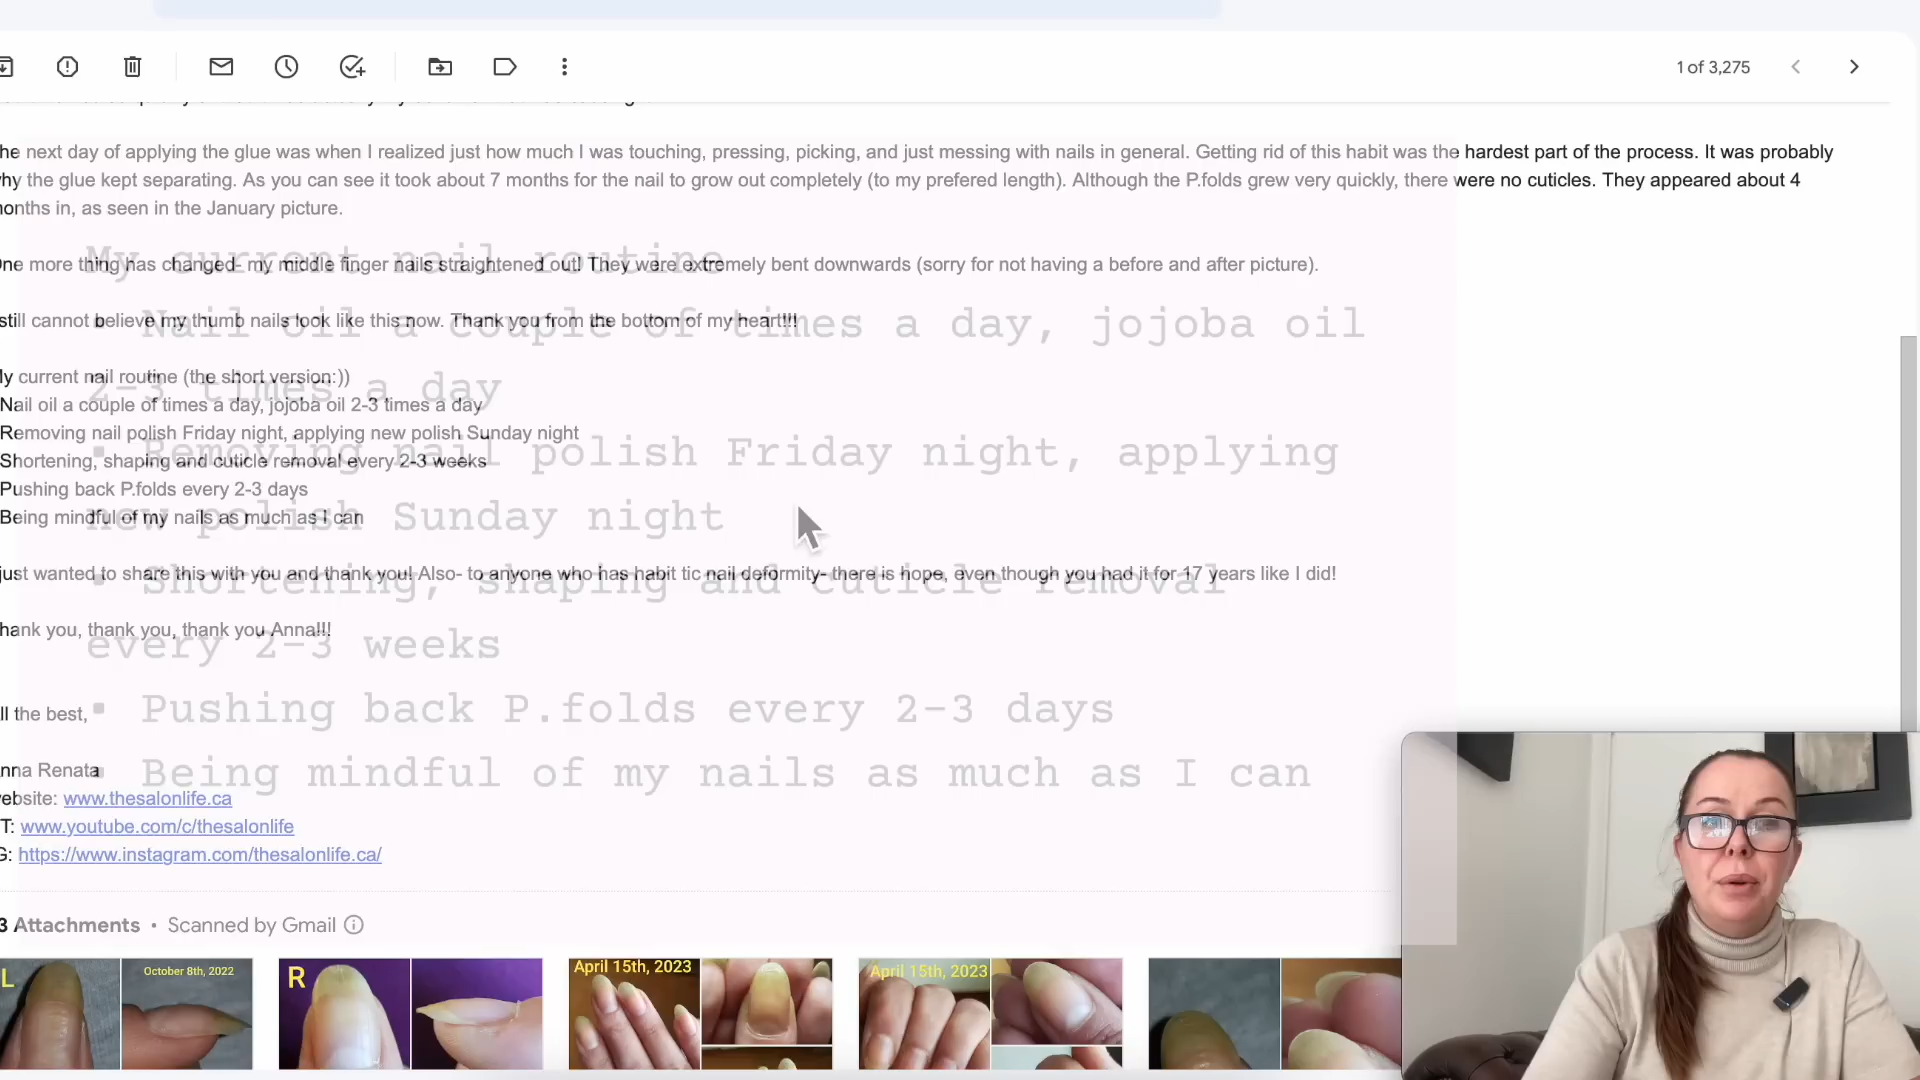 1 of 3,275
he next day of applying the glue was when I realized just how much I was touching, pressing, picking, and just messing with nails in general. Getting rid of this habit was the hardest part of the process. It was probably
hy the glue kept separating. As you can see it took about 7 months for the nail to grow out completely (to my prefered length). Although the P.folds grew very quickly, there were no cuticles. They appeared about 4
onths in, as seen in the January picture.
ne more thing has changed- my middle finger nails straightened out! They were extremely bent downwards (sorry for not having a before and after picture).
still cannot believe my thumb nails look like this now. Thank you from the bottom of my heart!!!
y current nail routine (the short version:))
Nail oil a couple of times a day, jojoba oil 2-3 times a day
Removing nail polish Friday night, applying new polish Sunday night
Shortening, shaping and cuticle removal every 2-3 weeks
Pushing back P.folds every 2-3 days
Being mindful of my nails as much as I can
just wanted to share this with you and thank you! Also- to anyone who has habit tic nail deformity- there is hope, even though you had it for 17 years like I did!
hank you, thank you, thank you Anna!!!
ll the best,
nna Renata
ebsite: www.thesalonlife.ca
T: www.youtube.com/c/thesalonlife
G: https://www.instagram.com/thesalonlife.ca/
My current nail routine
Nail oil a couple of times a day, jojoba oil
2-3 times a day
▪ Removing nail polish Friday night, applying
new polish Sunday night
▪ Shortening, shaping and cuticle removal
every 2-3 weeks
▪ Pushing back P.folds every 2-3 days
▪ Being mindful of my nails as much as I can
3 Attachments • Scanned by Gmail
L
October 8th, 2022
R
April 15th, 2023
April 15th, 2023